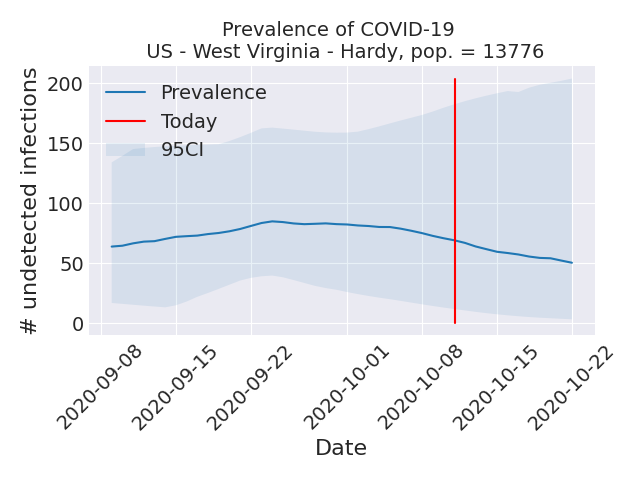 Prevalence of COVID-19
US - West Virginia - Hardy, pop. = 13776
# undetected infections
200
150
100
50
0
Prevalence
Today
95CI
2020-09-08
2020-09-15
2020-09-22
2020-10-01
2020-10-08
2020-10-15
2020-10-22
Date